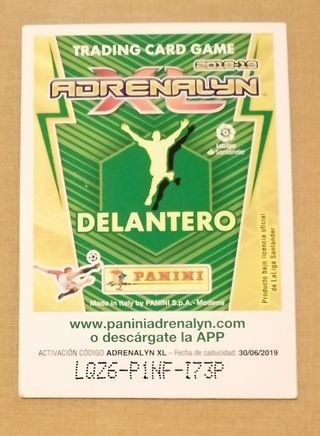 TRADING CARD GAME
2018-19
ADRENALYN
XL
LaLiga
Santander
DELANTERO
PANINI
Producto bajo licencia oficial
de LaLiga Santander.
Made in Italy by PANINI S.p.A. - Modena
www.paniniadrenalyn.com
o descárgate la APP
ACTIVACIÓN CÓDIGO ADRENALYN XL – Fecha de caducidad: 30/06/2019
LQZ6-P1NF-I73P